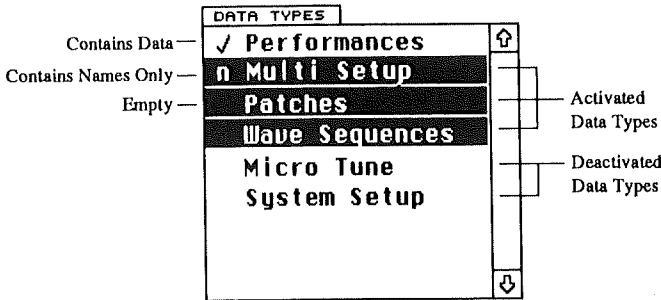 DATA TYPES
Contains Data
✓ Performances
Contains Names Only
n Multi Setup
Empty
Patches
Activated
Data Types
Wave Sequences
Micro Tune
Deactivated
Data Types
System Setup